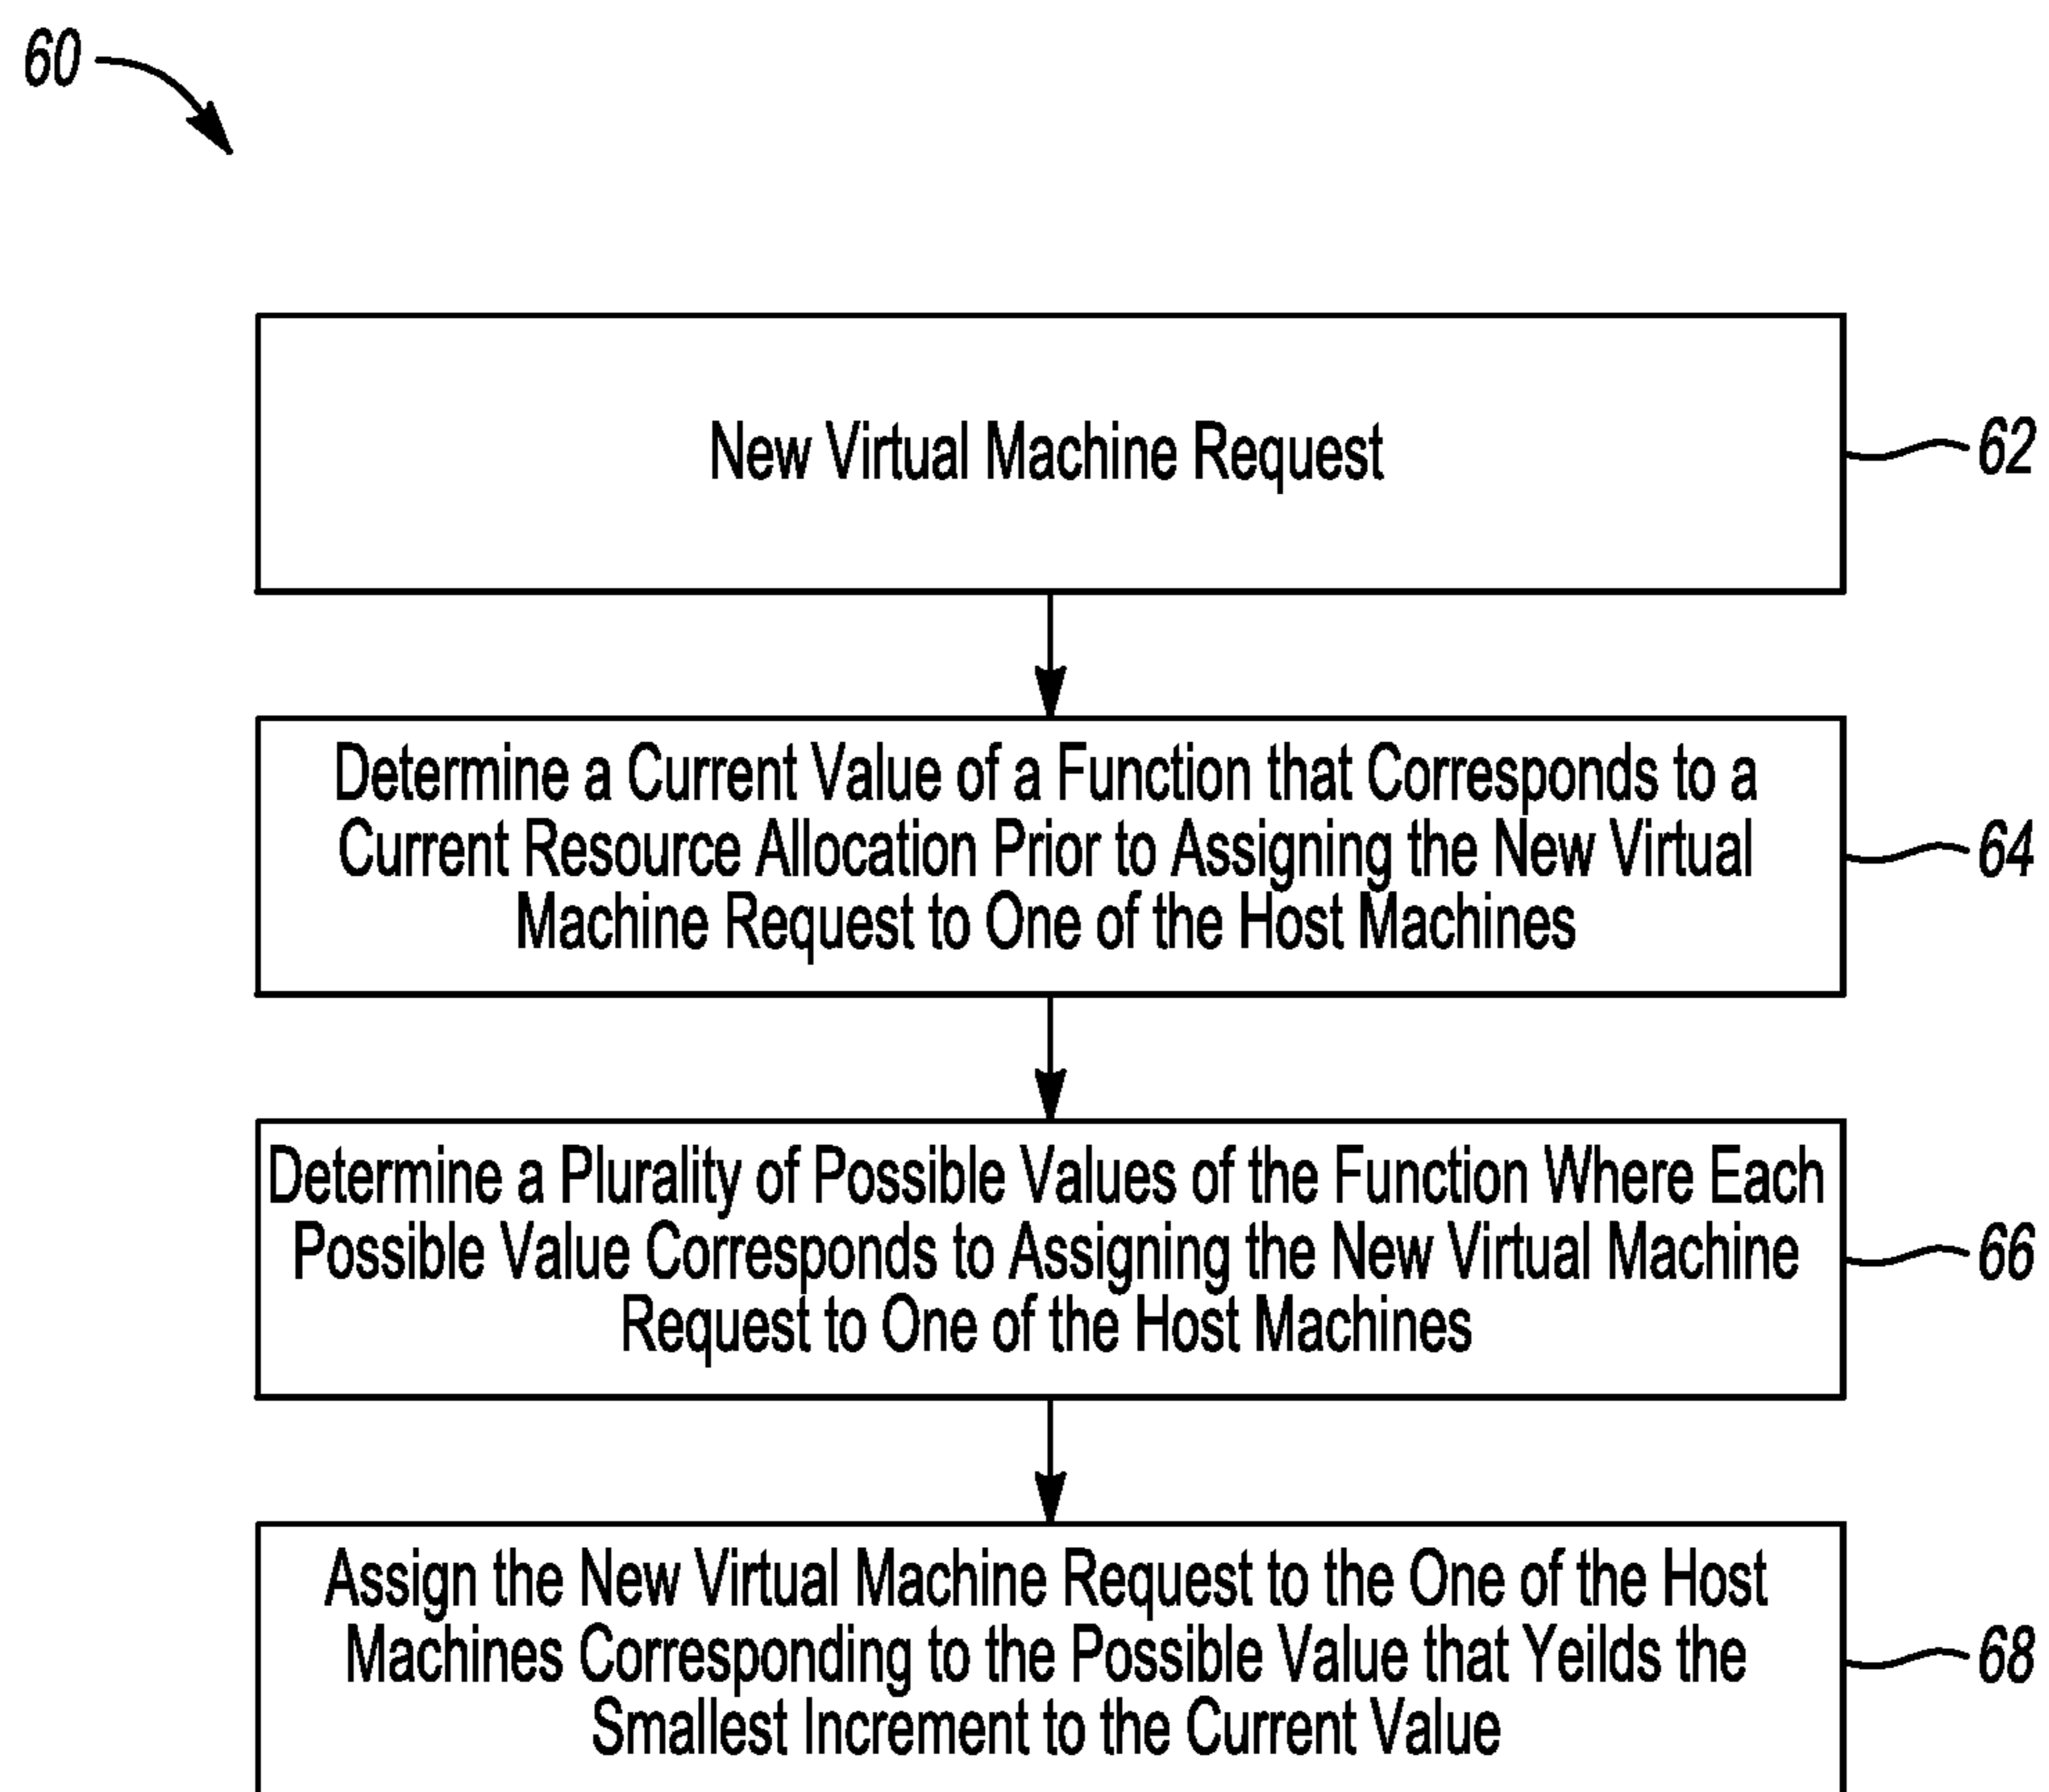 60
New Virtual Machine Request
62
Determine a Current Value of a Function that Corresponds to a
Current Resource Allocation Prior to Assigning the New Virtual
Machine Request to One of the Host Machines
64
Determine a Plurality of Possible Values of the Function Where Each
Possible Value Corresponds to Assigning the New Virtual Machine
Request to One of the Host Machines
66
Assign the New Virtual Machine Request to the One of the Host
Machines Corresponding to the Possible Value that Yeilds the
Smallest Increment to the Current Value
68